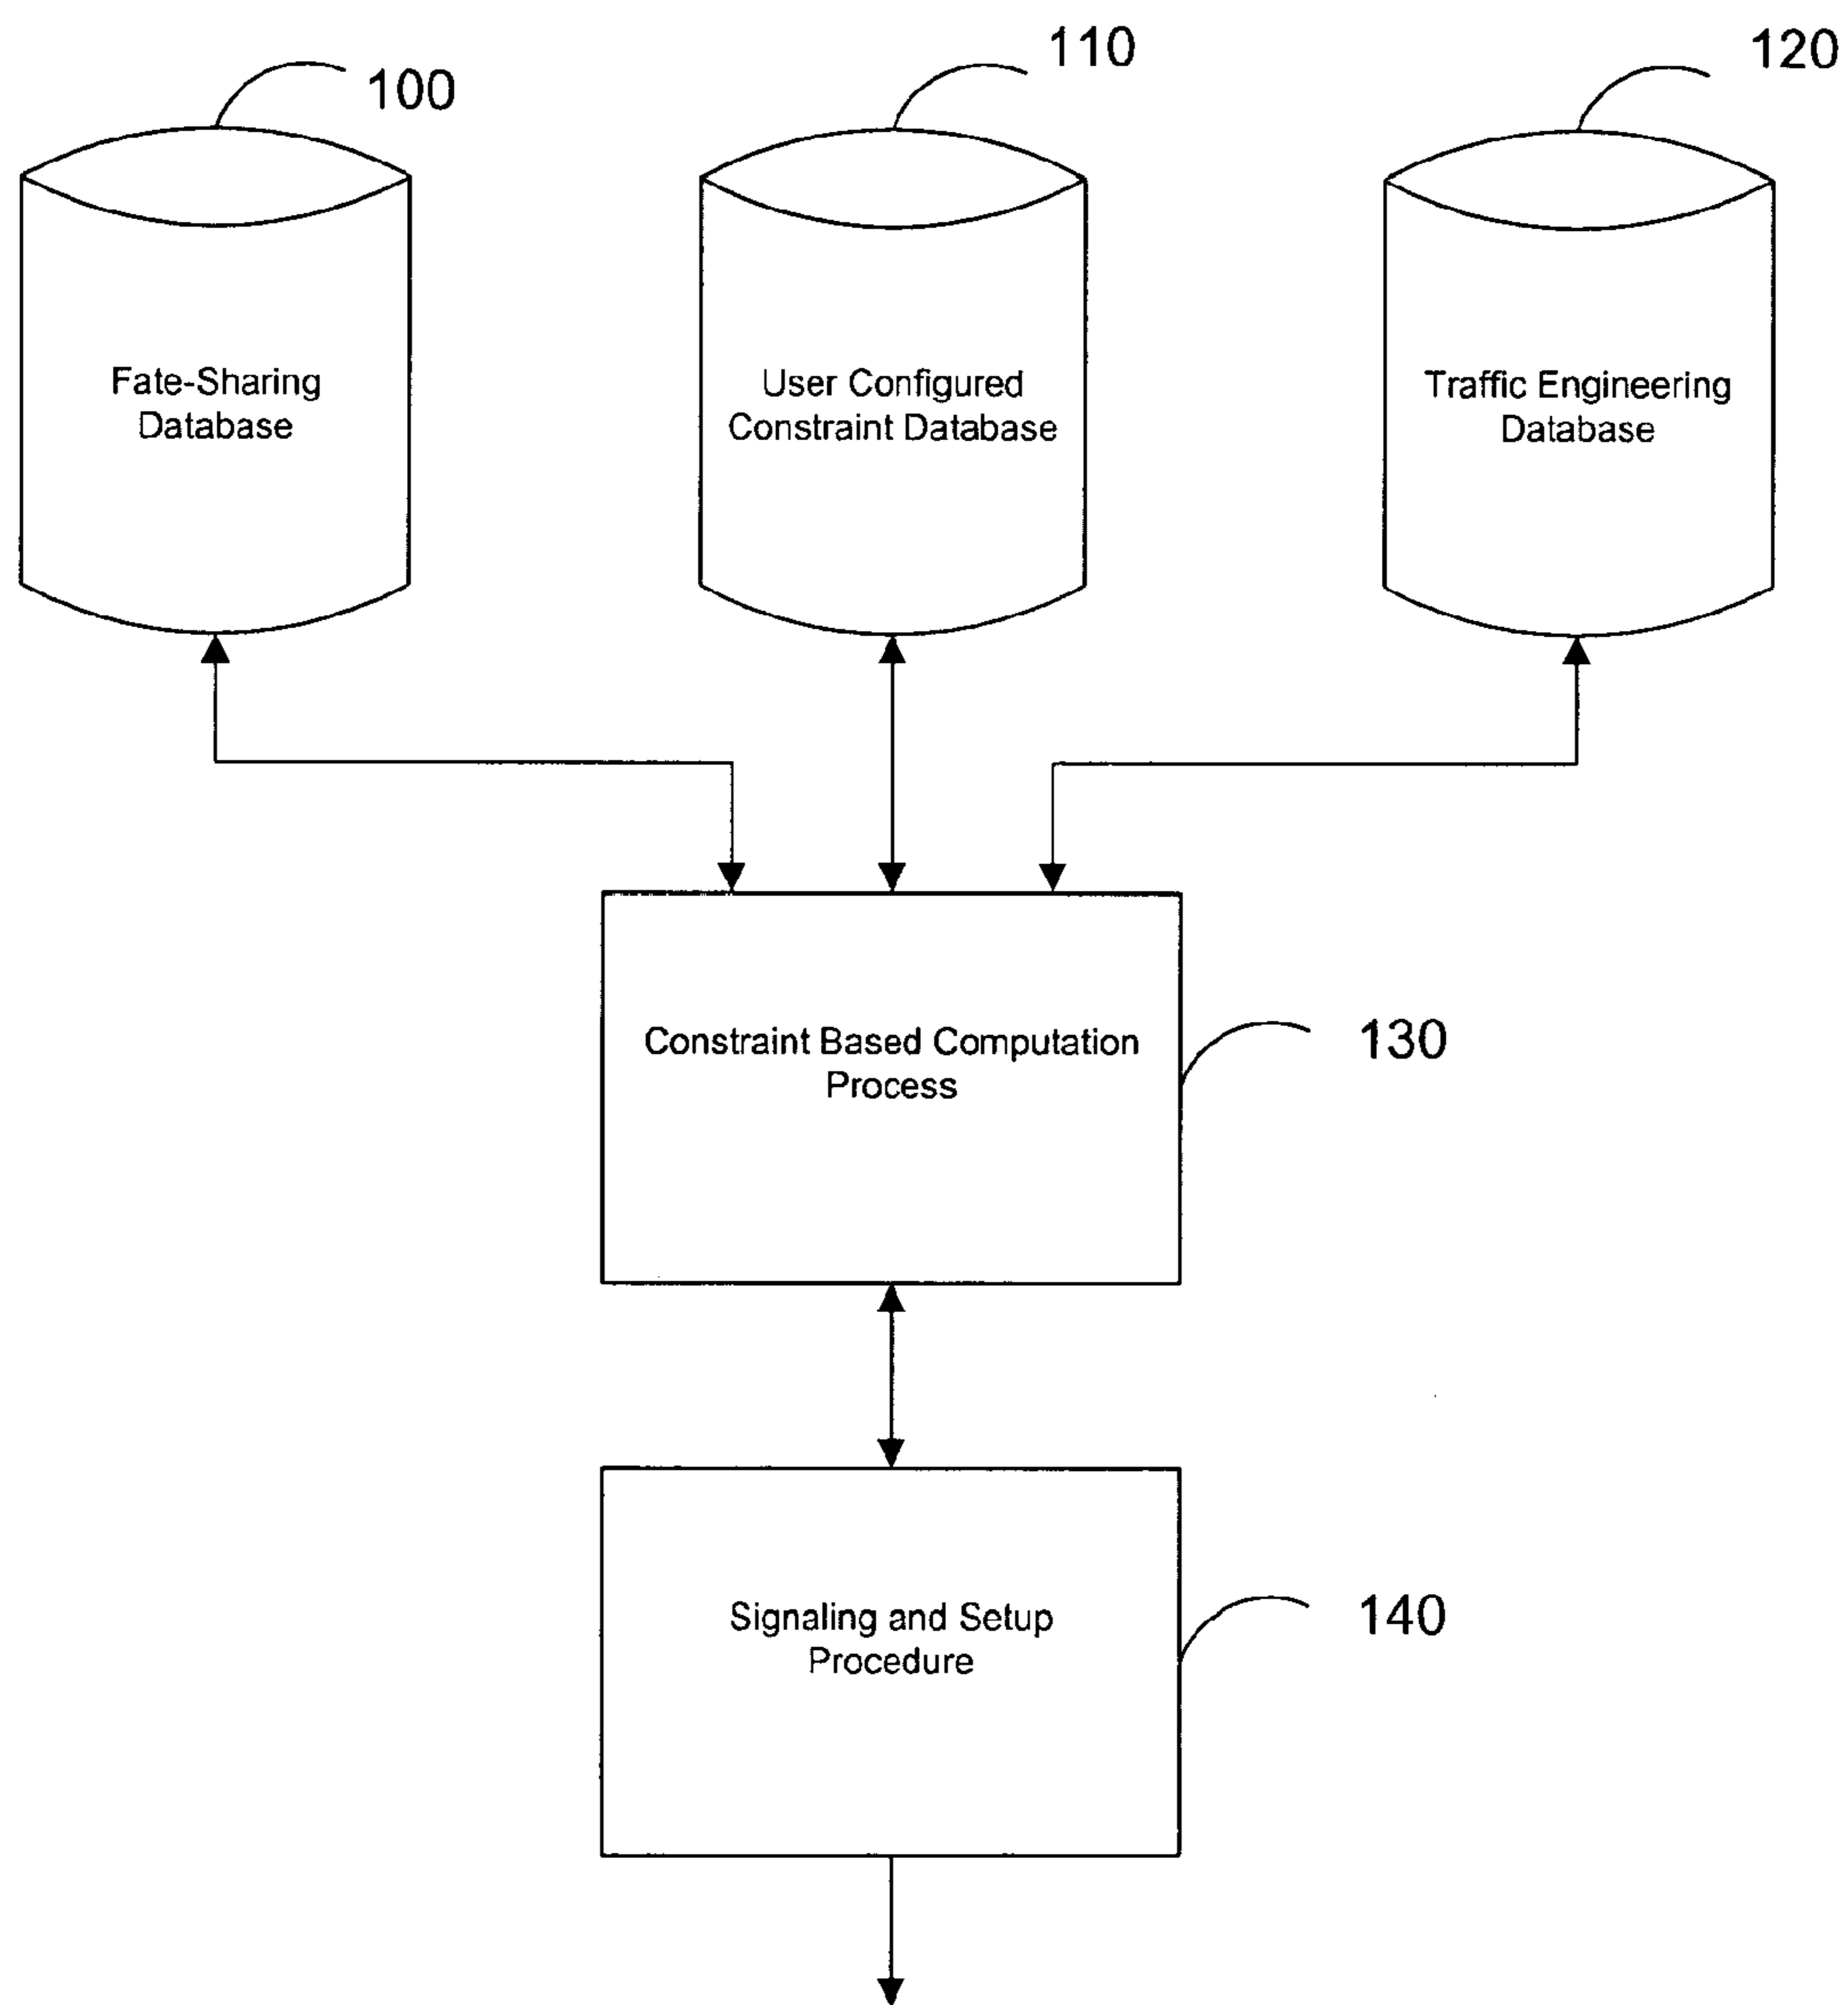 100
110
120
Fate-Sharing
Database
User Configured
Constraint Database
Traffic Engineering
Database
Constraint Based Computation
Process
130
Signaling and Setup
Procedure
140